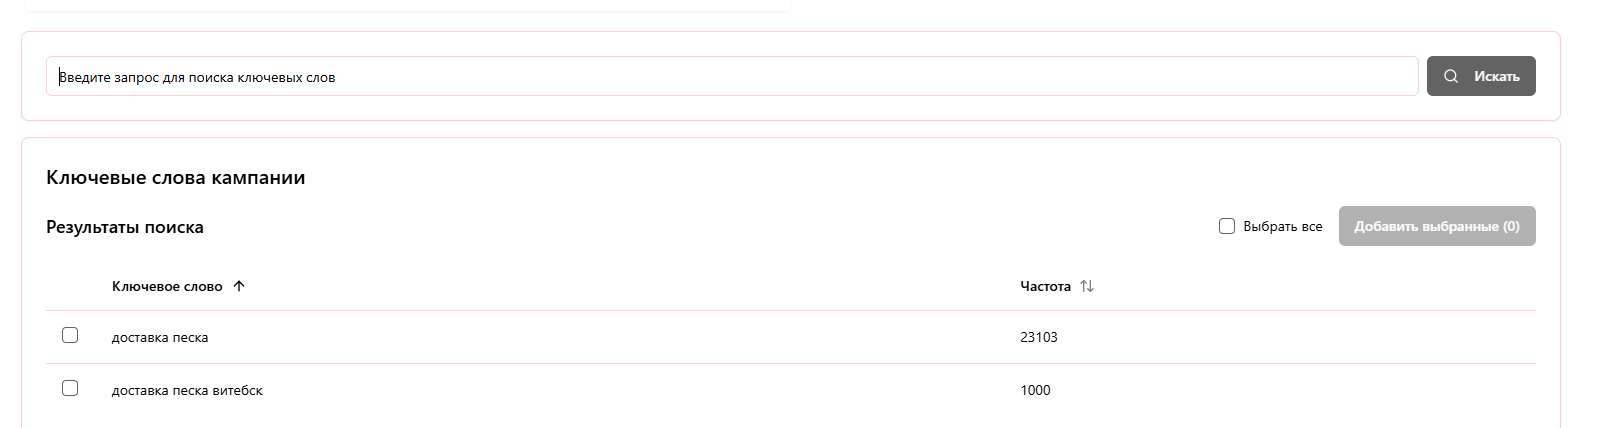 Введите запрос для поиска ключевых слов
Искать
Ключевые слова кампании
Результаты поиска
Выбрать все
Добавить выбранные (0)
Ключевое слово
Частота
доставка песка
23103
доставка песка витебск
1000